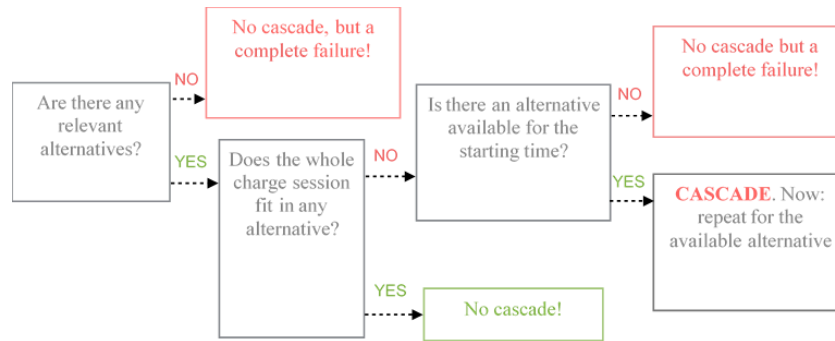 No cascade, but a
complete failure!
NO
Are there any
relevant
alternatives?
YES
Does the whole
charge session
fit in any
alternative?
NO
YES
No cascade!
Is there an alternative
available for the
starting time?
NO
No cascade but a
complete failure!
YES
CASCADE. Now:
repeat for the
available alternative